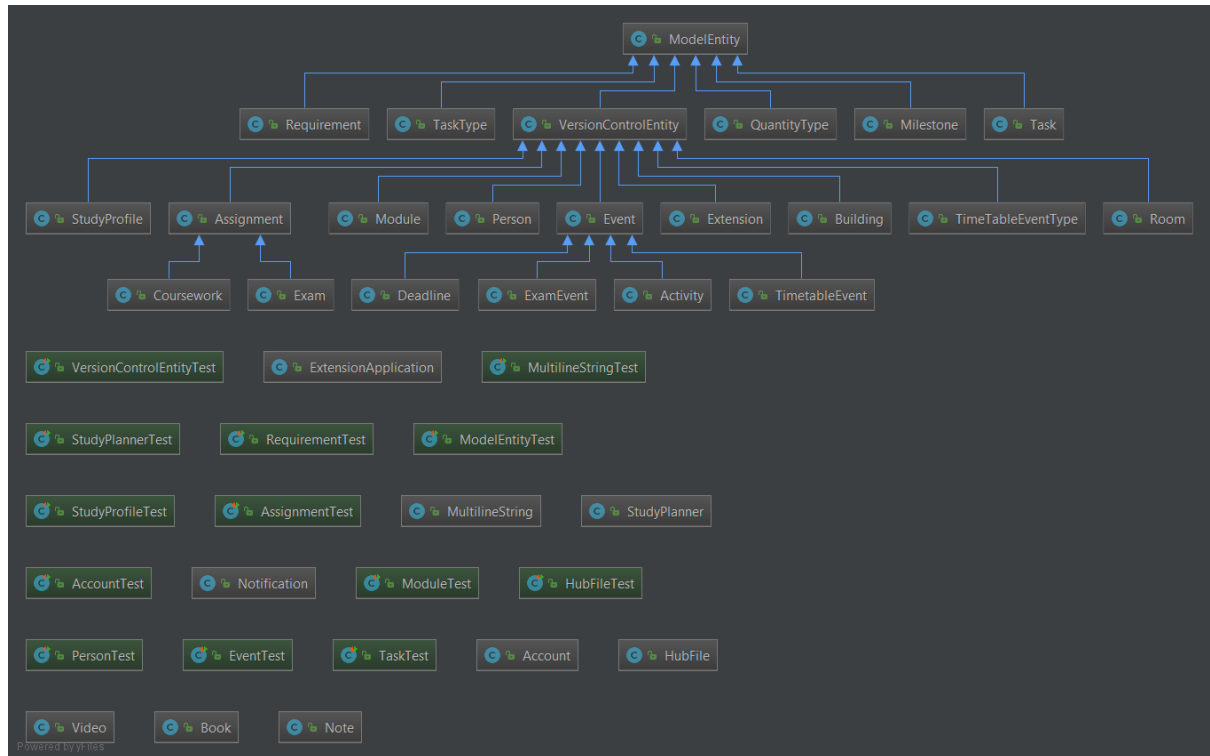 ModelEntity
Requirement TaskType VersionControlEntity QuantityType Milestone Task
StudyProfile Assignment Module Person Event Extension Building TimeTableEventType Room
Coursework Exam Deadline ExamEvent Activity TimetableEvent
VersionControlEntityTest ExtensionApplication MultilineStringTest
StudyPlannerTest RequirementTest ModelEntityTest
StudyProfileTest AssignmentTest MultilineString StudyPlanner
AccountTest Notification ModuleTest HubFileTest
PersonTest EventTest TaskTest Account HubFile
Video Book Note
Powered by yFiles